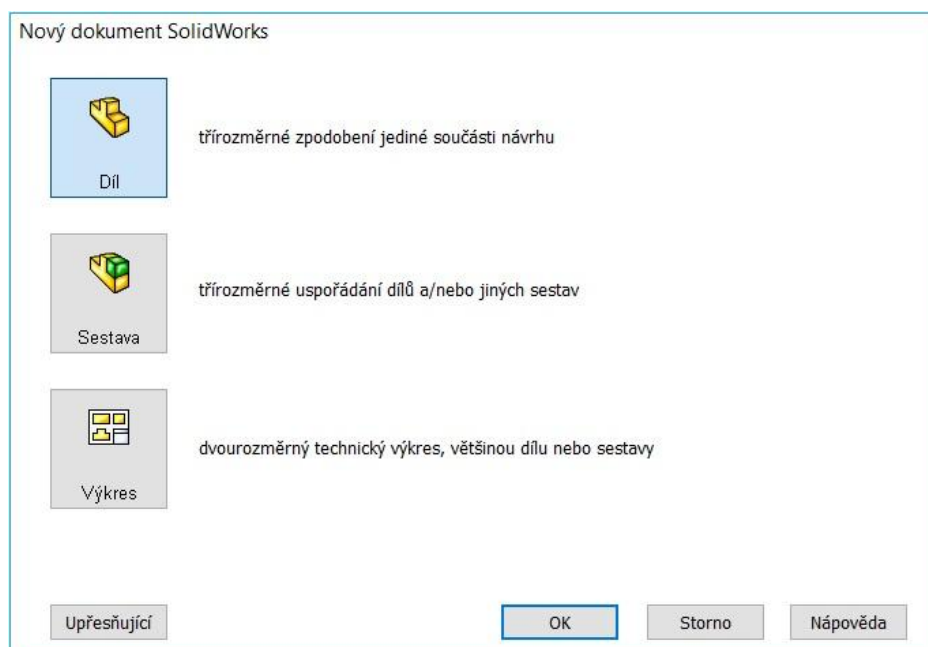 Nový dokument SolidWorks
třírozměrné zpodobení jediné součásti návrhu
Díl
třírozměrné uspořádání dílů a/nebo jiných sestav
Sestava
dvourozměrný technický výkres, většinou dílu nebo sestavy
Výkres
Upřesňující
OK
Storno
Nápověda